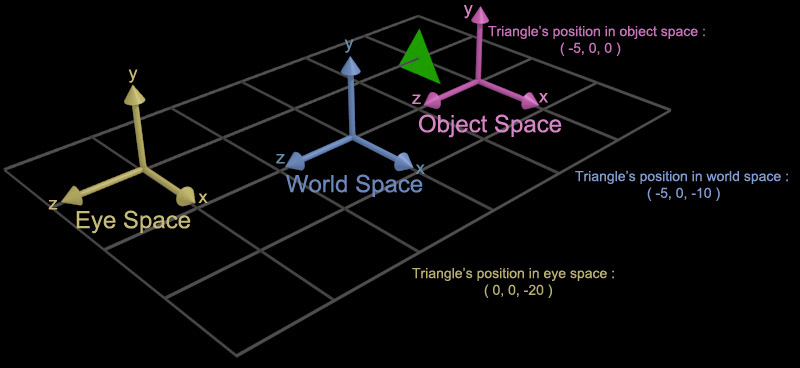 y
Triangle's position in object space :
( -5, 0, 0 )
y
z
x
Object Space
y
z
x
World Space
Triangle's position in world space :
( -5, 0, -10 )
z
x
Eye Space
Triangle's position in eye space :
( 0, 0, -20 )